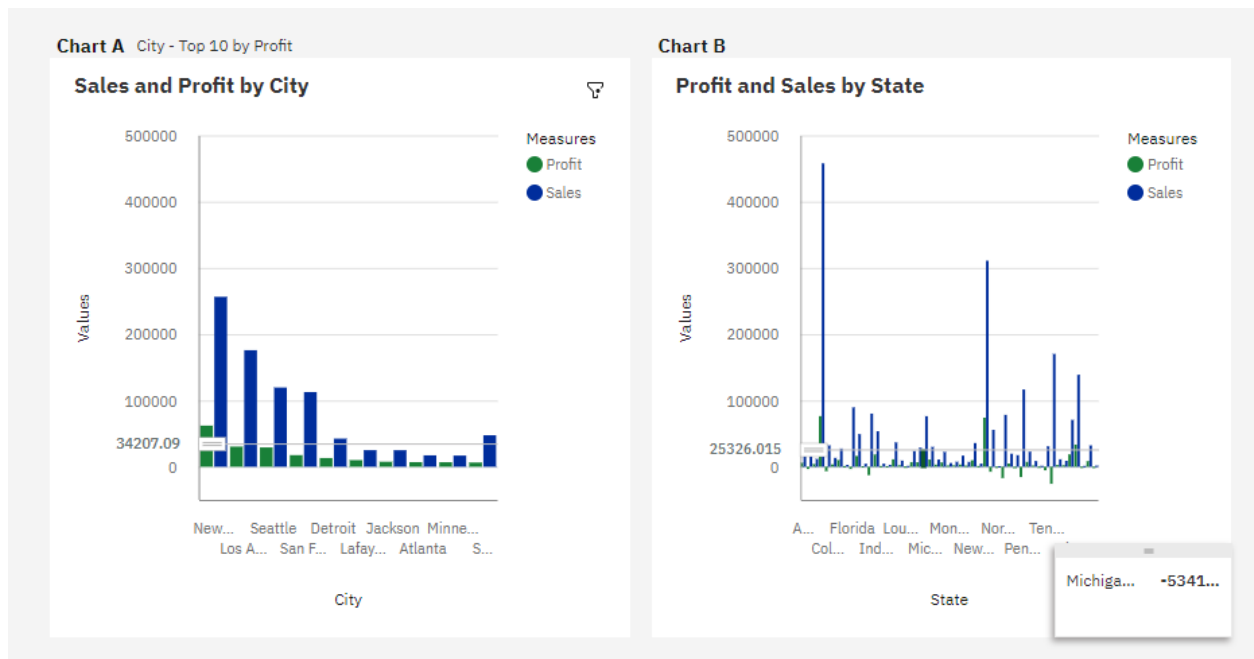 Chart A City - Top 10 by Profit
Sales and Profit by City
Measures
Profit
Sales
500000
400000
300000
200000
100000
34207.09
0
Values
New... Seattle Detroit Jackson Minne...
Los A... San F... Lafay... Atlanta S...
City
Chart B
Profit and Sales by State
Measures
Profit
Sales
500000
400000
300000
200000
100000
25326.015
0
Values
A... Florida Lou... Mon... Nor... Ten...
Col... Ind... Mic... New... Pen...
State
Michiga... -5341...